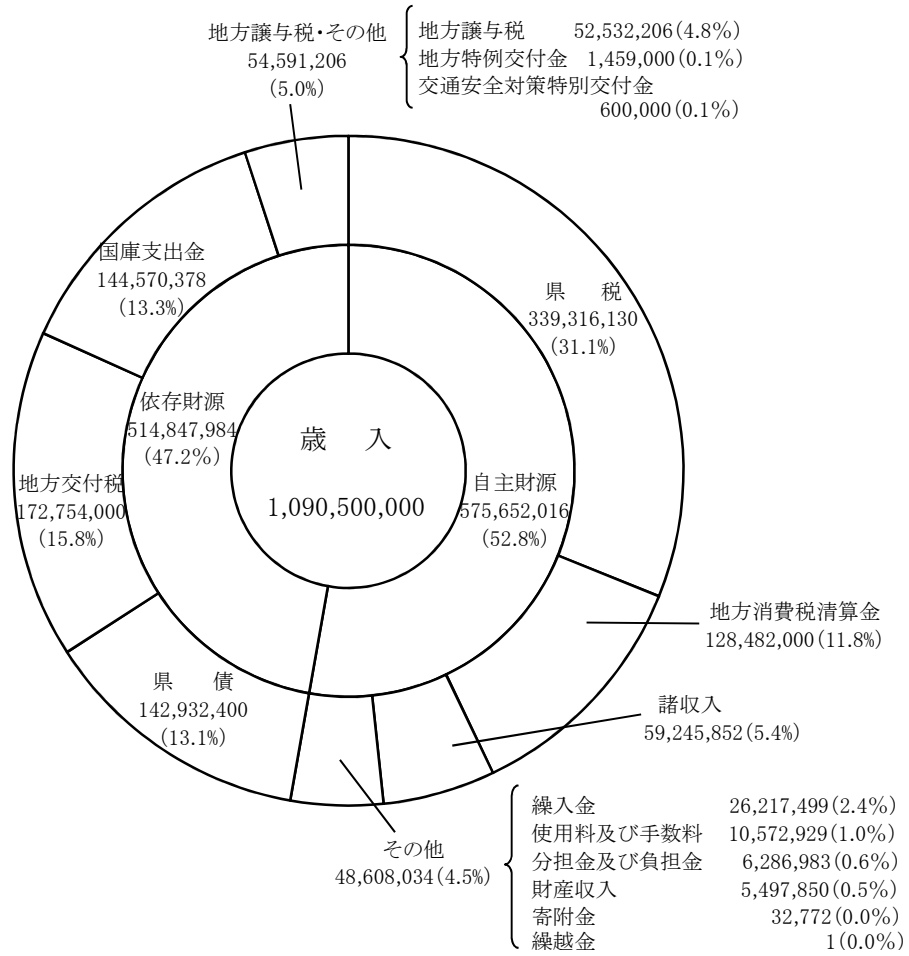 地方譲与税・その他
54,591,206
(5.0%)
地方譲与税 52,532,206(4.8%)
地方特例交付金 1,459,000(0.1%)
交通安全対策特別交付金
600,000(0.1%)
国庫支出金
144,570,378
(13.3%)
県 税
339,316,130
(31.1%)
依存財源
514,847,984
(47.2%)
歳 入
1,090,500,000
自主財源
575,652,016
(52.8%)
地方交付税
172,754,000
(15.8%)
地方消費税清算金
128,482,000(11.8%)
県 債
142,932,400
(13.1%)
諸収入
59,245,852(5.4%)
その他
48,608,034(4.5%)
繰入金 26,217,499(2.4%)
使用料及び手数料 10,572,929(1.0%)
分担金及び負担金 6,286,983(0.6%)
財産収入 5,497,850(0.5%)
寄附金 32,772(0.0%)
繰越金 1(0.0%)